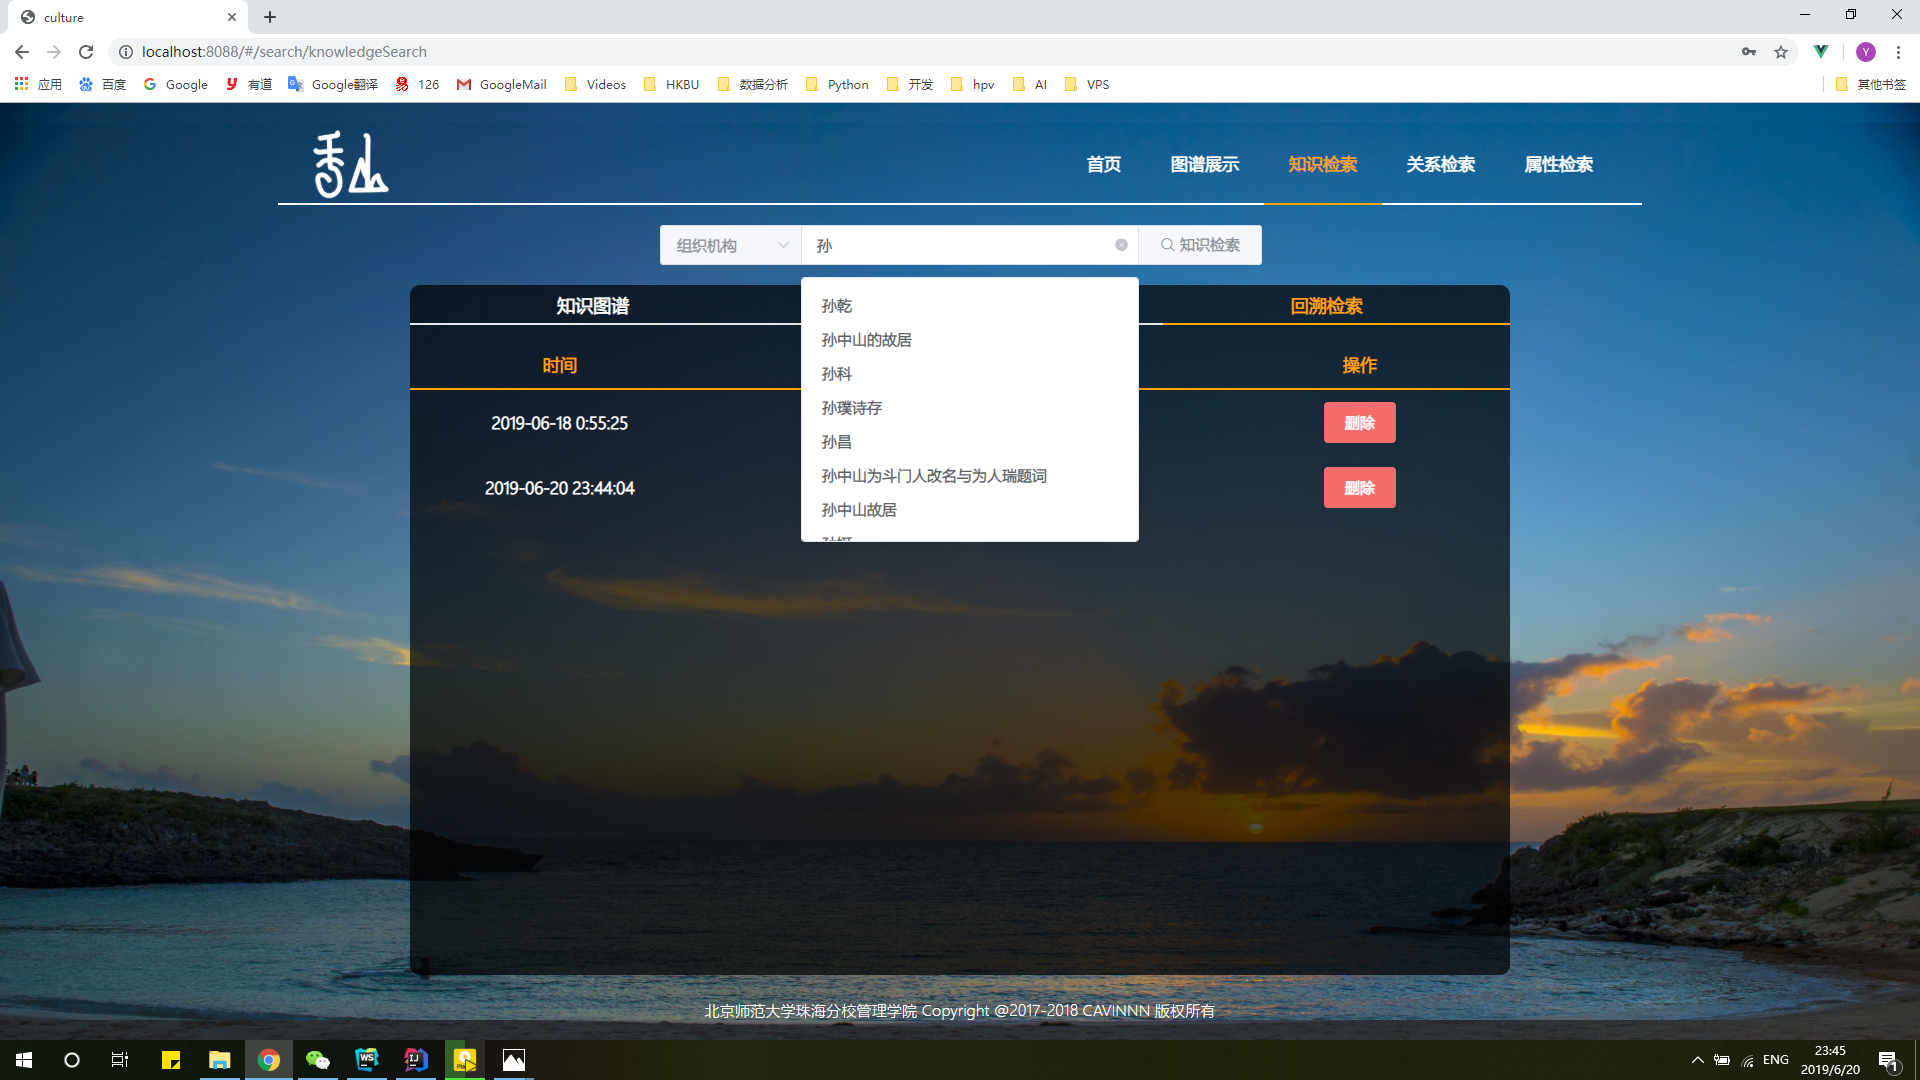 culture
localhost:8088/#/search/knowledgeSearch
应用 百度 Google 有道 Google翻译 126 GoogleMail Videos HKBU 数据分析 Python 开发 hpv AI VPS 其他书签
首页 图谱展示 知识检索 关系检索 属性检索
组织机构 孙 知识检索
知识图谱 回溯检索
孙乾
孙中山的故居
时间 操作
孙科
孙璞诗存
2019-06-18 0:55:25 删除
孙昌
孙中山为斗门人改名与为人瑞题词
2019-06-20 23:44:04 删除
孙中山故居
北京师范大学珠海分校管理学院 Copyright @2017-2018 CAVINNN 版权所有
ENG
23:45
2019/6/20
1